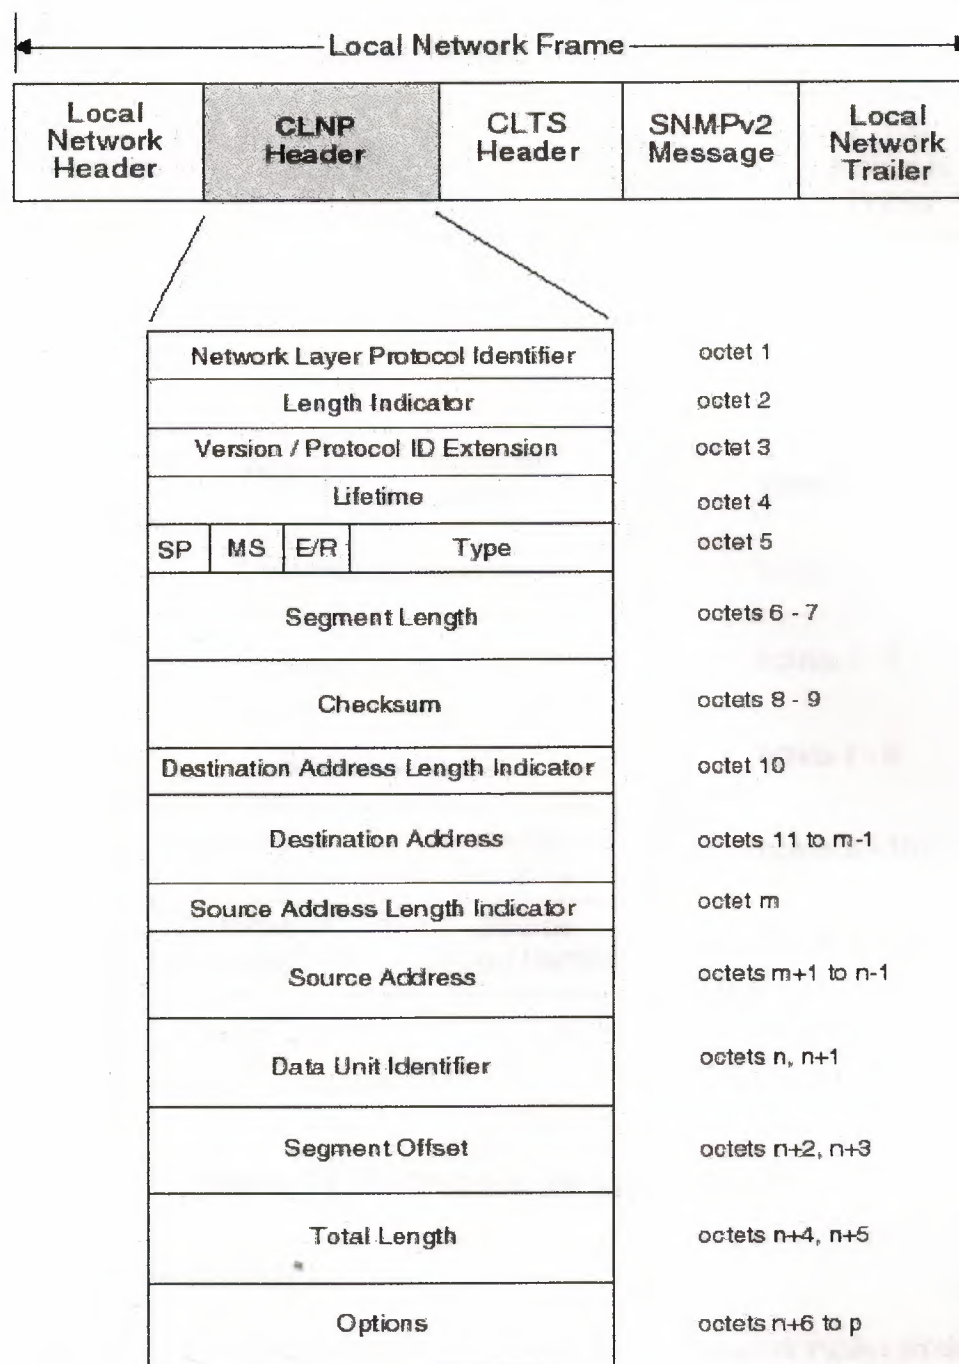 Local Network Frame
Local Network Header
CLNP Header
CLTS Header
SNMPv2 Message
Local Network Trailer
Network Layer Protocol Identifier octet 1
Length Indicator octet 2
Version / Protocol ID Extension octet 3
Lifetime octet 4
SP MS E/R Type octet 5
Segment Length octets 6 - 7
Checksum octets 8 - 9
Destination Address Length Indicator octet 10
Destination Address octets 11 to m-1
Source Address Length Indicator octet m
Source Address octets m+1 to n-1
Data Unit Identifier octets n, n+1
Segment Offset octets n+2, n+3
Total Length octets n+4, n+5
Options octets n+6 to p